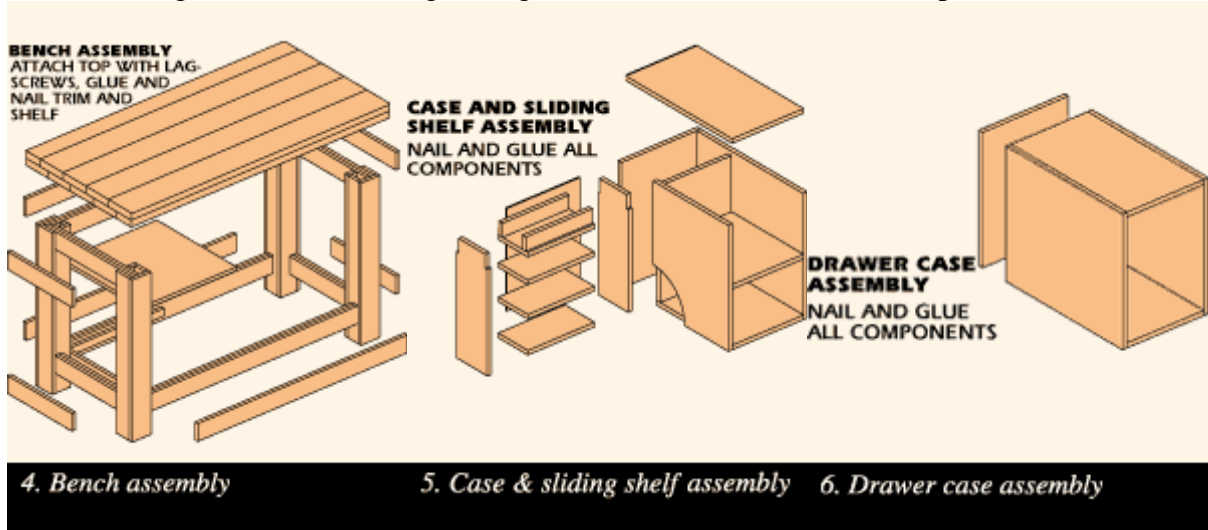 BENCH ASSEMBLY
ATTACH TOP WITH LAG-
SCREWS, GLUE AND
NAIL TRIM AND
SHELF
CASE AND SLIDING
SHELF ASSEMBLY
NAIL AND GLUE ALL
COMPONENTS
DRAWER CASE
ASSEMBLY
NAIL AND GLUE
ALL COMPONENTS
4. Bench assembly
5. Case & sliding shelf assembly
6. Drawer case assembly